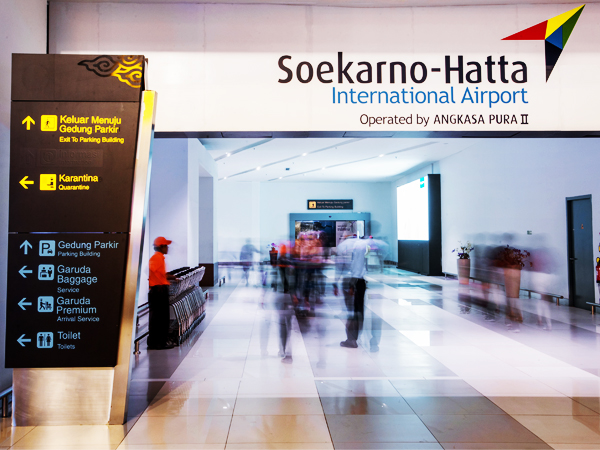 Soekarno-Hatta
International Airport
Operated by ANGKASA PURA II
Keluar Menuju
Gedung Parkir
Exit To Parking Building
Karantina
Quarantine
P
Gedung Parkir
Parking Building
Garuda
Baggage
Service
Garuda
Premium
Arrival Service
Toilet
Toilets